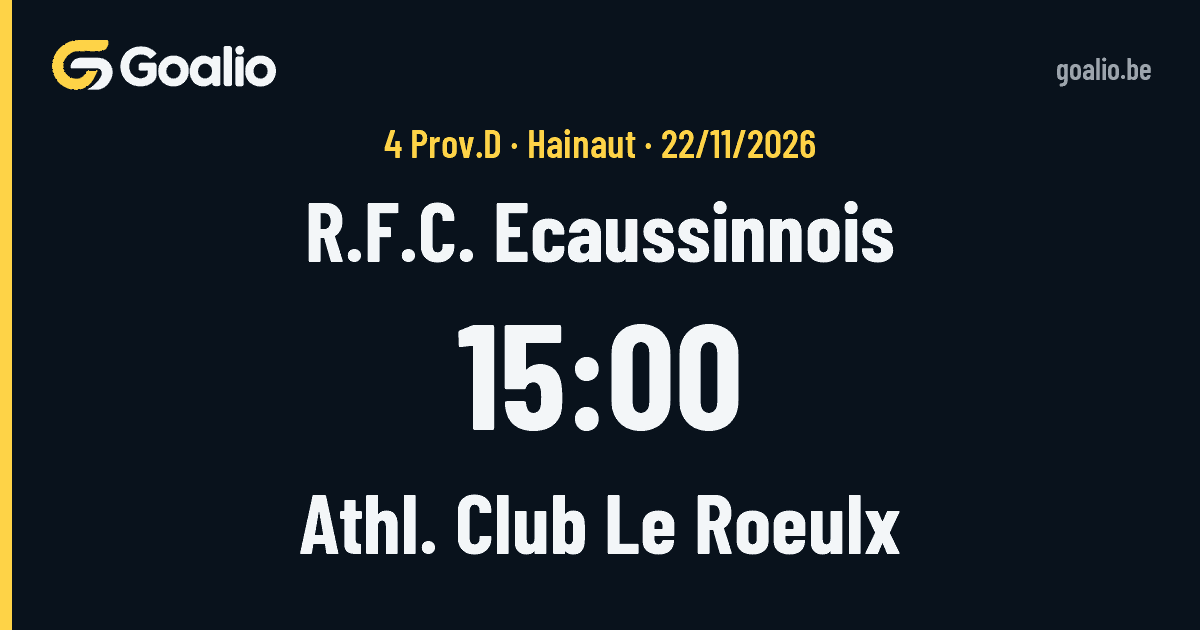 Goalio
goalio.be
4 Prov.D · Hainaut · 22/11/2026
R.F.C. Ecaussinnois
15:00
Athl. Club Le Roeulx